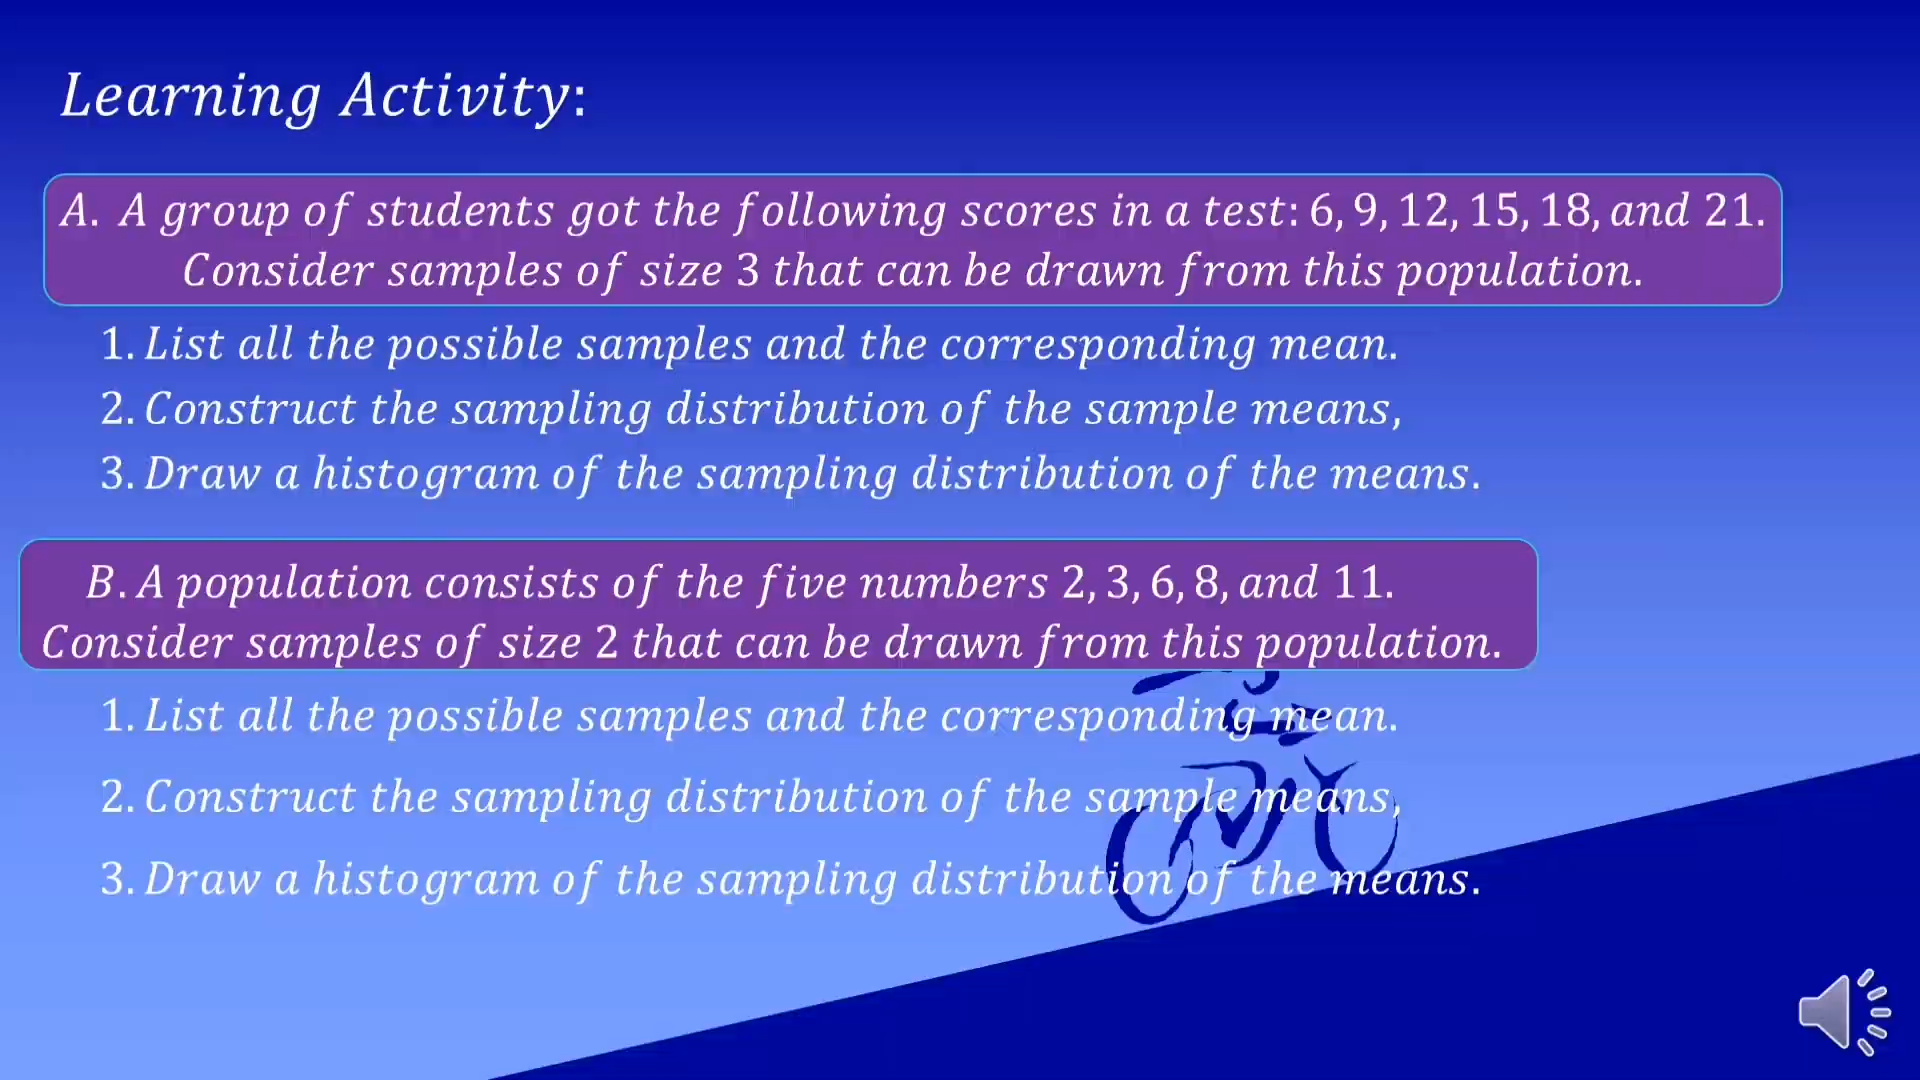 Learning Activity:
A. A group of students got the following scores in a test: 6, 9, 12, 15, 18, and 21.
Consider samples of size 3 that can be drawn from this population.
1. List all the possible samples and the corresponding mean.
2. Construct the sampling distribution of the sample means,
3. Draw a histogram of the sampling distribution of the means.
B. A population consists of the five numbers 2, 3, 6, 8, and 11.
Consider samples of size 2 that can be drawn from this population.
1. List all the possible samples and the corresponding mean.
2. Construct the sampling distribution of the sample means,
3. Draw a histogram of the sampling distribution of the means.